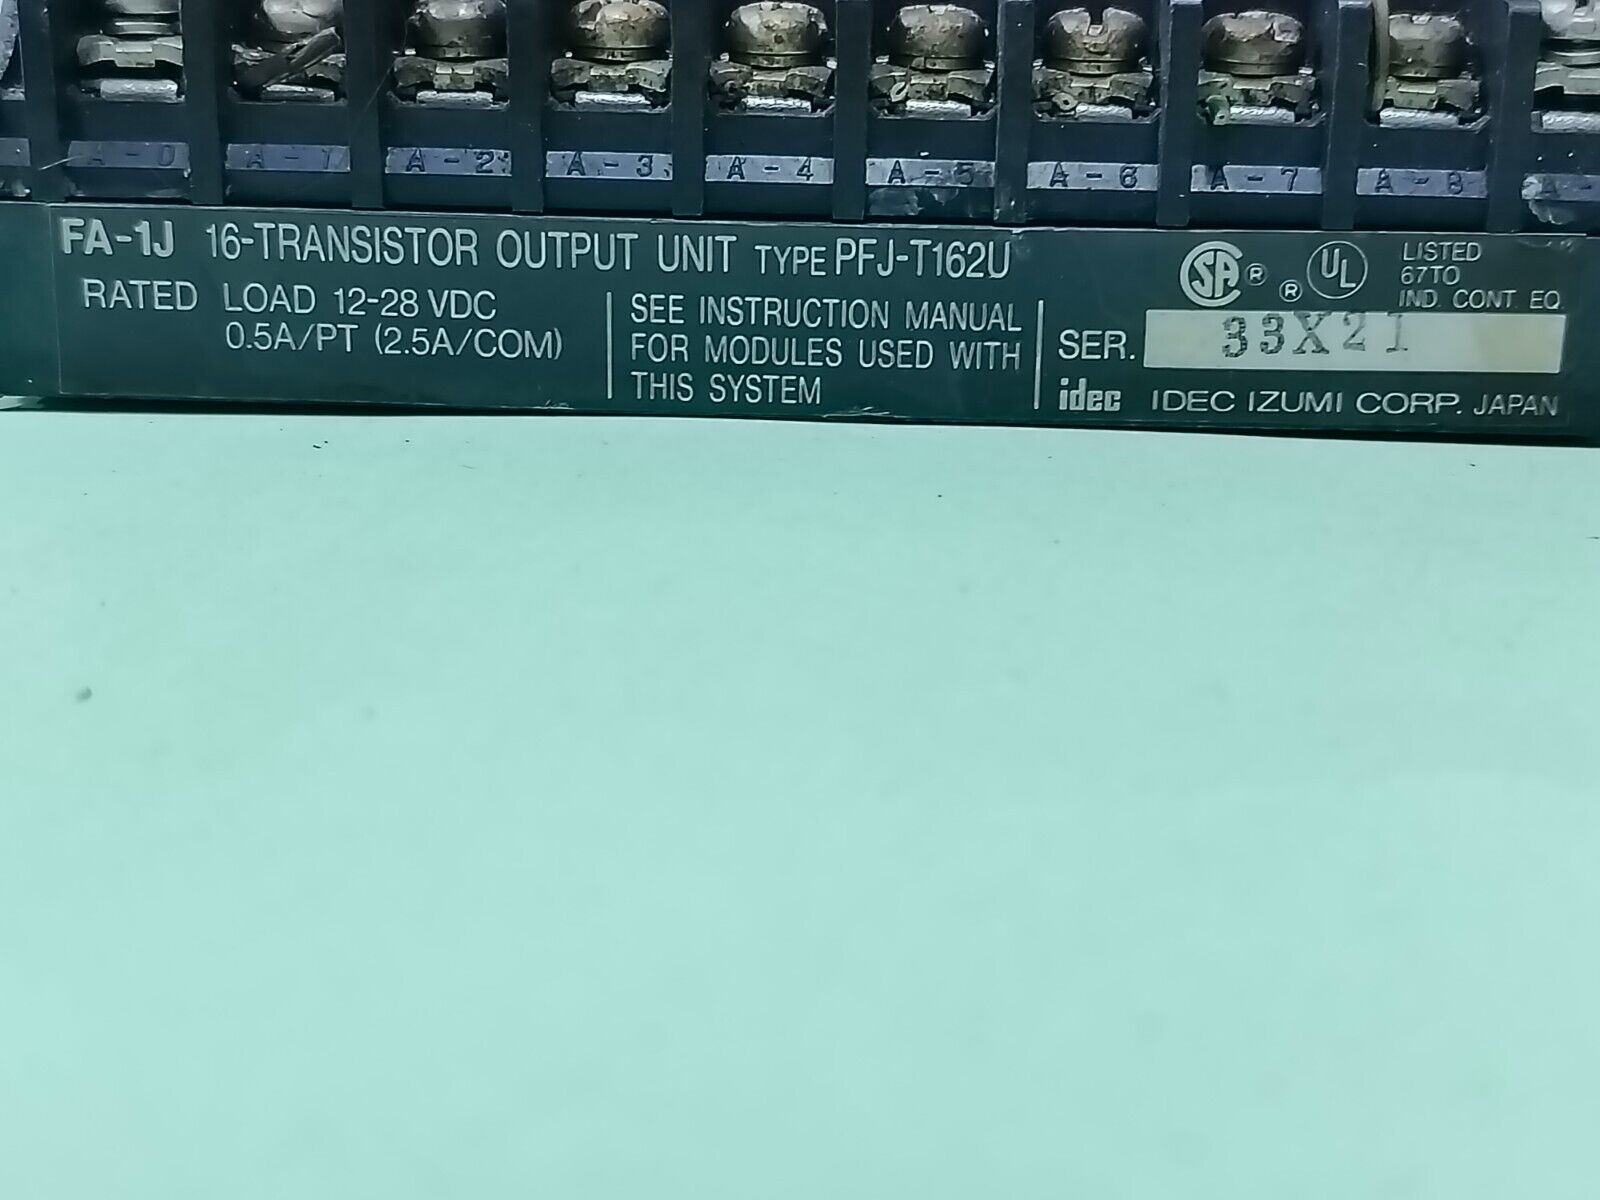 A - 0
A - 1
A - 2
A - 3
A - 4
A - 5
A - 6
A - 7
A - 8
A -
FA-1J 16-TRANSISTOR OUTPUT UNIT TYPE PFJ-T162U
RATED LOAD 12-28 VDC
0.5A/PT (2.5A/COM)
SEE INSTRUCTION MANUAL
FOR MODULES USED WITH
THIS SYSTEM
SA ® ® UL
LISTED
67TO
IND. CONT. EQ.
SER. 33X21
idec IDEC IZUMI CORP. JAPAN